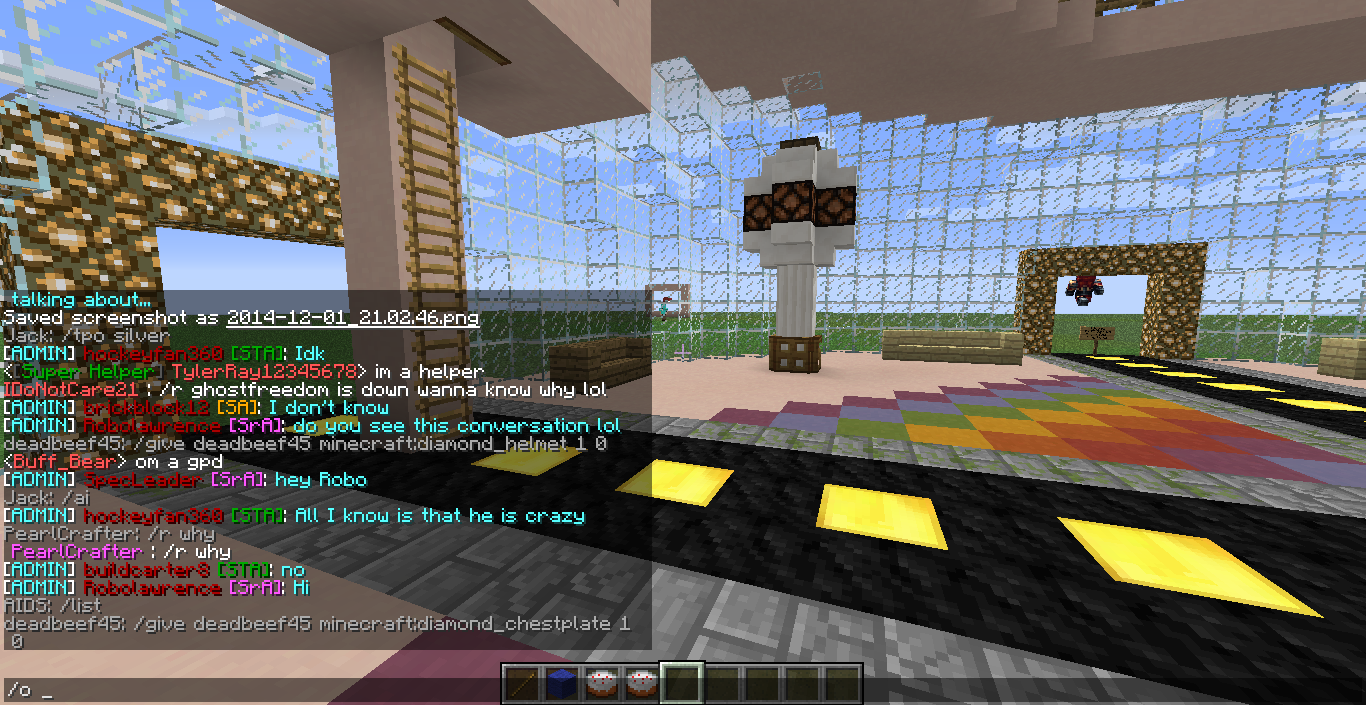 talking about...
Saved screenshot as 2014-12-01_21.02.46.png
Jack: /tpo silver
[ADMIN] hockeyfan360 [STA]: Idk
<[Super Helper] TylerRay12345678> im a helper
IDoNotCare21 : /r ghostfreedom is down wanna know why lol
[ADMIN] brickblock12 [SA]: I don't know
[ADMIN] Robolawrence [SrA]: do you see this conversation lol
deadbeef45: /give deadbeef45 minecraft:diamond_helmet 1 0
<Buff_Bear> om a gpd
[ADMIN] SpecLeader [SrA]: hey Robo
Jack: /ai
[ADMIN] hockeyfan360 [STA]: All I know is that he is crazy
PearlCrafter: /r why
PearlCrafter : /r why
[ADMIN] buildcarter8 [STA]: no
[ADMIN] Robolawrence [SrA]: Hi
AIDS: /list
deadbeef45: /give deadbeef45 minecraft:diamond_chestplate 1
0
/o _